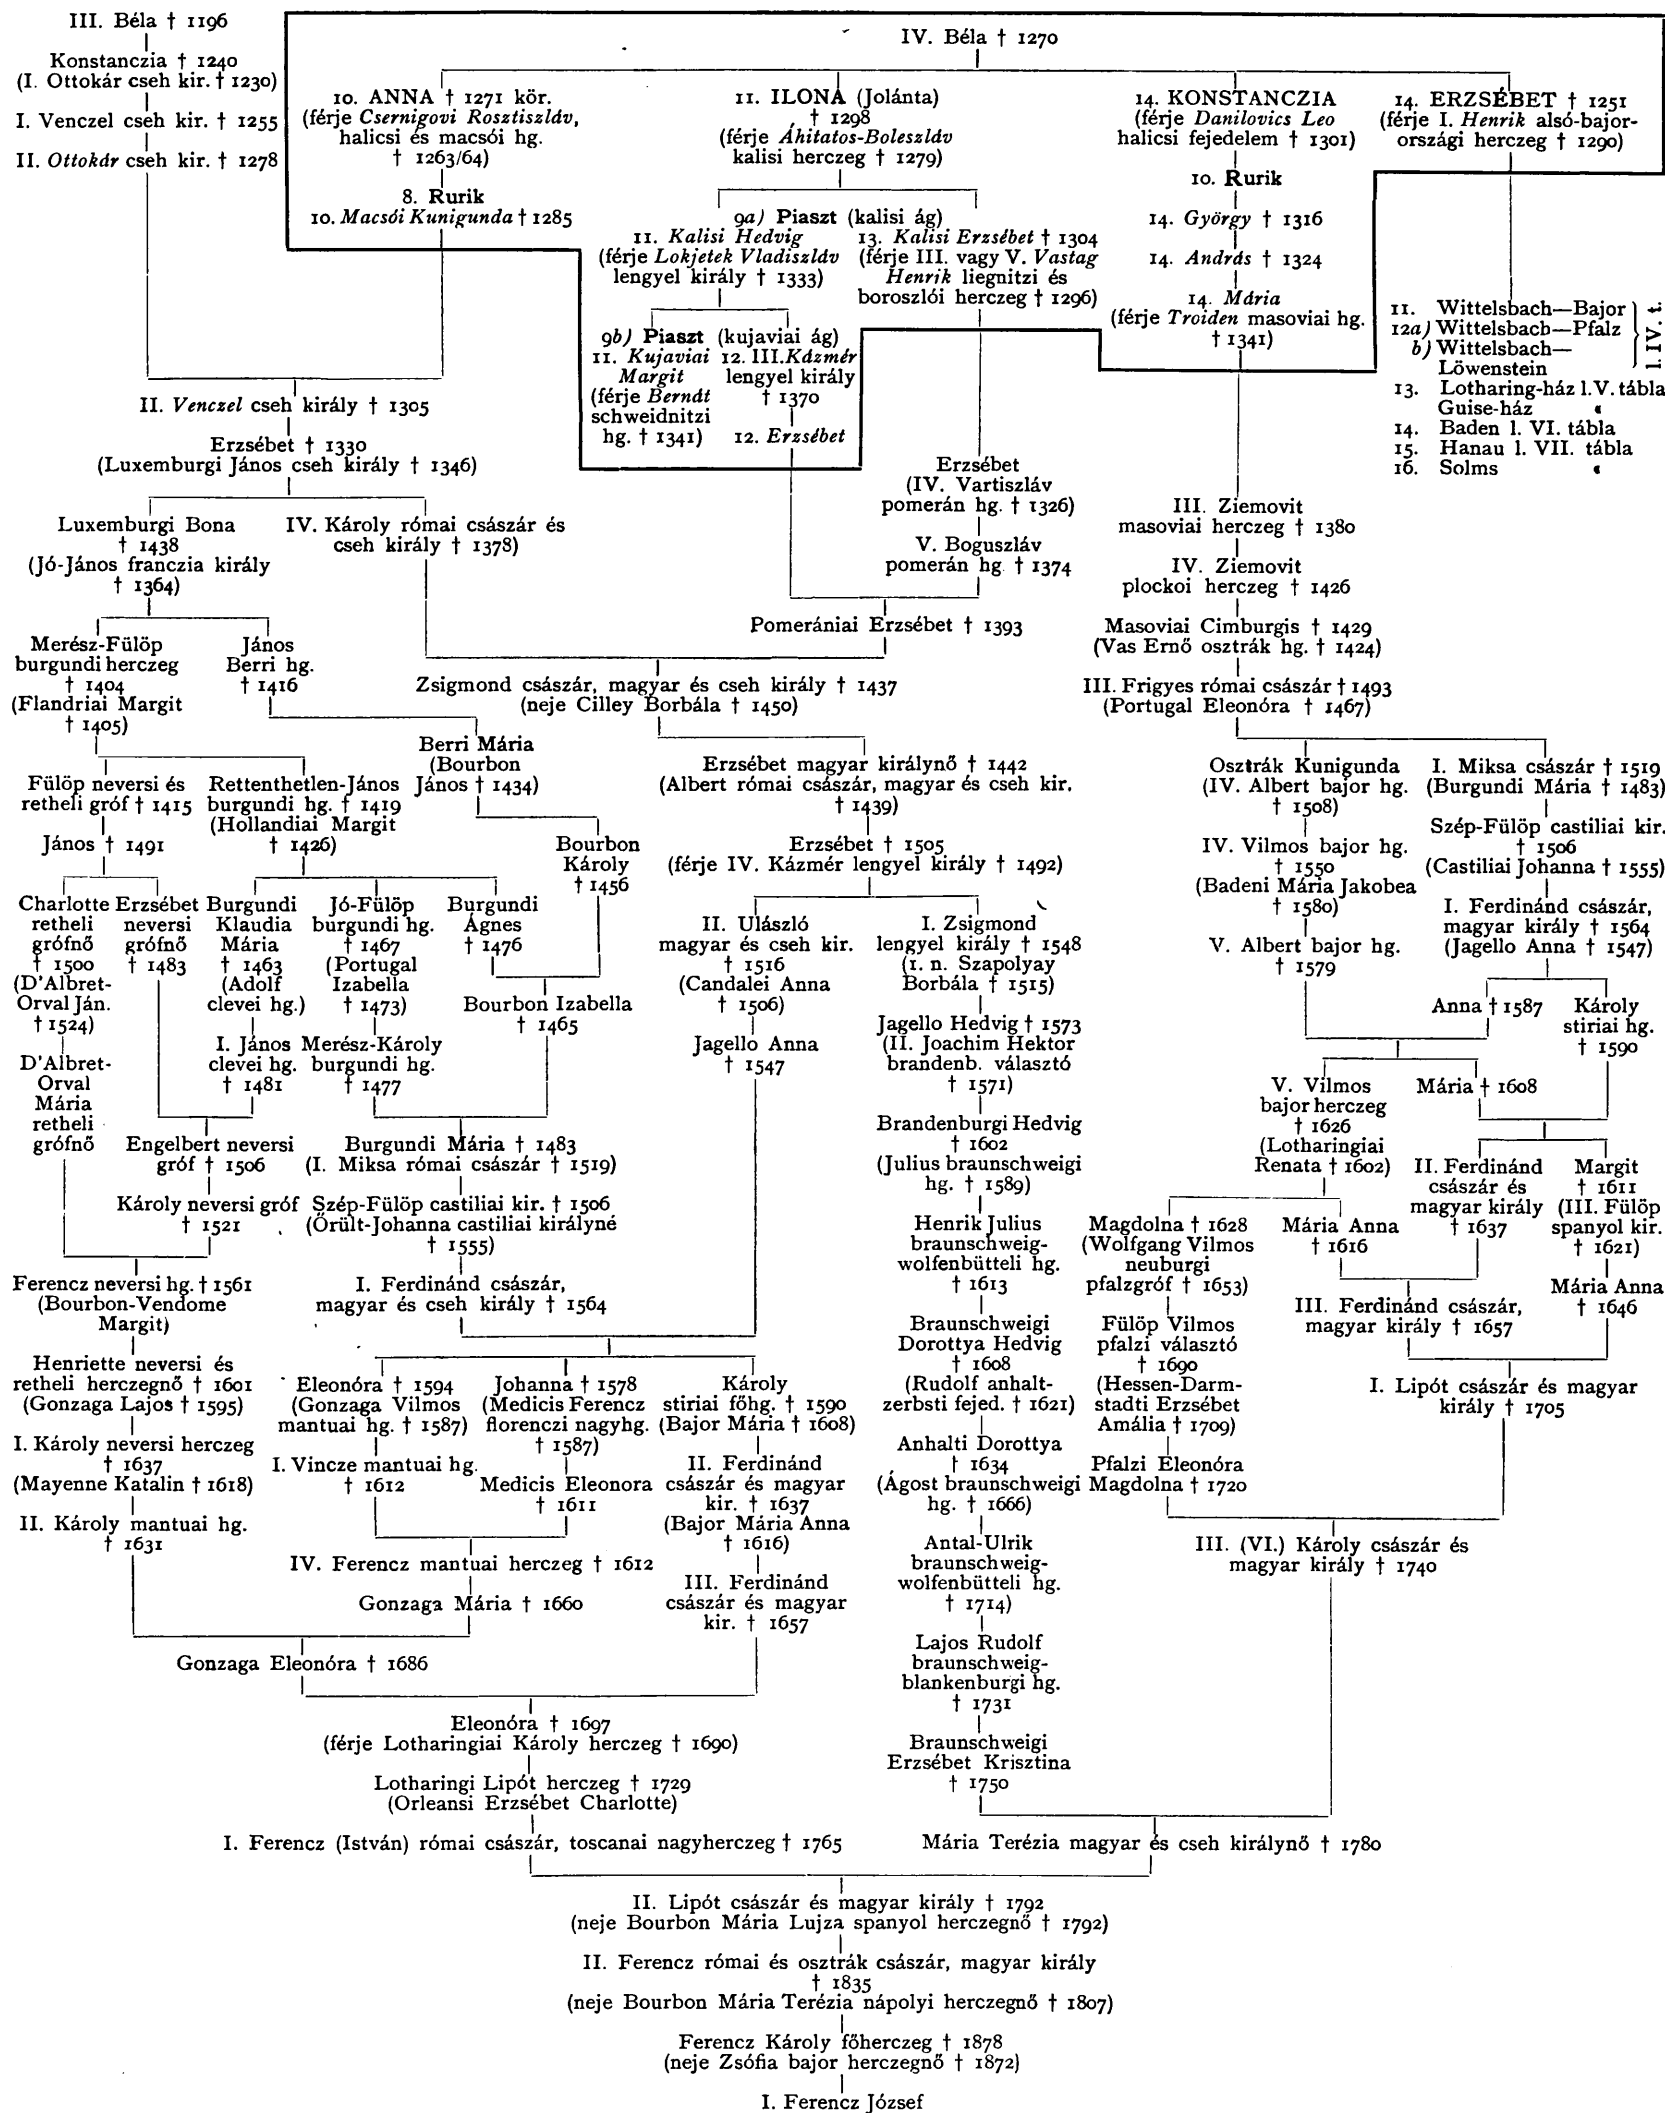 III. Béla † 1196
Konstanczia † 1240
(I. Ottokár cseh kir. † 1230)
I. Venczel cseh kir. † 1255
II. Ottokár cseh kir. † 1278
IV. Béla † 1270
10. ANNA † 1271 kör.
(férje Csernigovi Rosztiszláv,
halicsi és macsói hg.
† 1263/64)
8. Rurik
10. Macsói Kunigunda † 1285
11. ILONA (Jolánta)
† 1298
(férje Áhitatos-Boleszláv
kalisi herczeg † 1279)
9a) Piaszt (kalisi ág)
11. Kalisi Hedvig
(férje Lokjetek Vladiszláv
lengyel király † 1333)
13. Kalisi Erzsébet † 1304
(férje III. vagy V. Vastag
Henrik liegnitzi és
boroszlói herczeg † 1296)
9b) Piaszt (kujaviai ág)
11. Kujaviai
Margit
(férje Bernát
schweidnitzi
hg. † 1341)
12. III. Kázmér
lengyel király
† 1370
12. Erzsébet
14. KONSTANCZIA
(férje Danilovics Leo
halicsi fejedelem † 1301)
10. Rurik
14. György † 1316
14. András † 1324
14. Mária
(férje Troiden masoviai hg.
† 1341)
14. ERZSÉBET † 1251
(férje I. Henrik alsó-bajor-
országi herczeg † 1290)
11. Wittelsbach—Bajor
12a) Wittelsbach—Pfalz
b) Wittelsbach—
Löwenstein
l. IV. t.
13. Lotharing-ház l. V. tábla
Guise-ház «
14. Baden l. VI. tábla
15. Hanau l. VII. tábla
16. Solms «
II. Venczel cseh király † 1305
Erzsébet † 1330
(Luxemburgi János cseh király † 1346)
Luxemburgi Bona
† 1438
(Jó-János franczia király
† 1364)
IV. Károly római császár és
cseh király † 1378)
Erzsébet
(IV. Vartiszláv
pomerán hg. † 1326)
V. Boguszláv
pomerán hg. † 1374
Pomerániai Erzsébet † 1393
III. Ziemovit
masoviai herczeg † 1380
IV. Ziemovit
plockoi herczeg † 1426
Masoviai Cimburgis † 1429
(Vas Ernő osztrák hg. † 1424)
III. Frigyes római császár † 1493
(Portugal Eleonóra † 1467)
Merész-Fülöp
burgundi herczeg
† 1404
(Flandriai Margit
† 1405)
János
Berri hg.
† 1416
Zsigmond császár, magyar és cseh király † 1437
(neje Cilley Borbála † 1450)
Berri Mária
(Bourbon
János † 1434)
Erzsébet magyar királynő † 1442
(Albert római császár, magyar és cseh kir.
† 1439)
Osztrák Kunigunda
(IV. Albert bajor hg.
† 1508)
I. Miksa császár † 1519
(Burgundi Mária † 1483)
Fülöp neversi és
retheli gróf † 1415
Rettenthetlen-János
burgundi hg. f 1419
(Hollandiai Margit
† 1426)
János † 1491
Bourbon
Károly
† 1456
Erzsébet † 1505
(férje IV. Kázmér lengyel király † 1492)
IV. Vilmos bajor hg.
† 1550
(Badeni Mária Jakobea
† 1580)
Szép-Fülöp castiliai kir.
† 1506
(Castiliai Johanna † 1555)
Charlotte
retheli
grófnő
† 1500
(D'Albret-
Orval Ján.
† 1524)
Erzsébet
neversi
grófnő
† 1483
Burgundi
Klaudia
Mária
† 1463
(Adolf
clevei hg.)
Jó-Fülöp
burgundi hg.
† 1467
(Portugal
Izabella
† 1473)
Burgundi
Ágnes
† 1476
Bourbon Izabella
† 1465
II. Ulászló
magyar és cseh kir.
† 1516
(Candalei Anna
† 1506)
I. Zsigmond
lengyel király † 1548
(1. n. Szapolyay
Borbála † 1515)
V. Albert bajor hg.
† 1579
I. Ferdinánd császár,
magyar király † 1564
(Jagello Anna † 1547)
Anna † 1587
Károly
stiriai hg.
† 1590
D'Albret-
Orval
Mária
retheli
grófnő
I. János
clevei hg.
† 1481
Merész-Károly
burgundi hg.
† 1477
Jagello Anna
† 1547
Jagello Hedvig † 1573
(II. Joachim Hektor
brandenb. választó
† 1571)
V. Vilmos
bajor herczeg
† 1626
(Lotharingiai
Renata † 1602)
Mária † 1608
Engelbert neversi
gróf † 1506
Burgundi Mária † 1483
(I. Miksa római császár † 1519)
Brandenburgi Hedvig
† 1602
(Julius braunschweigi
hg. † 1589)
II. Ferdinánd
császár és
magyar király
† 1637
Margit
† 1611
(III. Fülöp
spanyol kir.
† 1621)
Károly neversi gróf
† 1521
Szép-Fülöp castiliai kir. † 1506
(Őrült-Johanna castiliai királyné
† 1555)
Henrik Julius
braunschweig-
wolfenbütteli hg.
† 1613
Magdolna † 1628
(Wolfgang Vilmos
neuburgi
pfalzgróf † 1653)
Mária Anna
† 1616
Mária Anna
† 1646
Ferencz neversi hg. † 1561
(Bourbon-Vendome
Margit)
I. Ferdinánd császár,
magyar és cseh király † 1564
III. Ferdinánd császár,
magyar király † 1657
Braunschweigi
Dorottya Hedvig
† 1608
(Rudolf anhalt-
zerbsti fejed. † 1621)
Fülöp Vilmos
pfalzi választó
† 1690
(Hessen-Darm-
stadti Erzsébet
Amália † 1709)
Henriette neversi és
retheli herczegnő † 1601
(Gonzaga Lajos † 1595)
Eleonóra † 1594
(Gonzaga Vilmos
mantuai hg. † 1587)
Johanna † 1578
(Medicis Ferencz
florenczi nagyhg.
† 1587)
Károly
stiriai főhg. † 1590
(Bajor Mária † 1608)
I. Lipót császár és magyar
király † 1705
I. Károly neversi herczeg
† 1637
(Mayenne Katalin † 1618)
I. Vincze mantuai hg.
† 1612
Medicis Eleonora
† 1611
II. Ferdinánd
császár és magyar
kir. † 1637
(Bajor Mária Anna
† 1616)
Anhalti Dorottya
† 1634
(Ágost braunschweigi
hg. † 1666)
Pfalzi Eleonóra
Magdolna † 1720
II. Károly mantuai hg.
† 1631
IV. Ferencz mantuai herczeg † 1612
Antal-Ulrik
braunschweig-
wolfenbütteli hg.
† 1714)
III. (VI.) Károly császár és
magyar király † 1740
Gonzaga Mária † 1660
III. Ferdinánd
császár és magyar
kir. † 1657
Gonzaga Eleonóra † 1686
Lajos Rudolf
braunschweig-
blankenburgi hg.
† 1731
Eleonóra † 1697
(férje Lotharingiai Károly herczeg † 1690)
Braunschweigi
Erzsébet Krisztina
† 1750
Lotharingi Lipót herczeg † 1729
(Orleansi Erzsébet Charlotte)
I. Ferencz (István) római császár, toscanai nagyherczeg † 1765
Mária Terézia magyar és cseh királynő † 1780
II. Lipót császár és magyar király † 1792
(neje Bourbon Mária Lujza spanyol herczegnő † 1792)
II. Ferencz római és osztrák császár, magyar király
† 1835
(neje Bourbon Mária Terézia nápolyi herczegnő † 1807)
Ferencz Károly főherczeg † 1878
(neje Zsófia bajor herczegnő † 1872)
I. Ferencz József